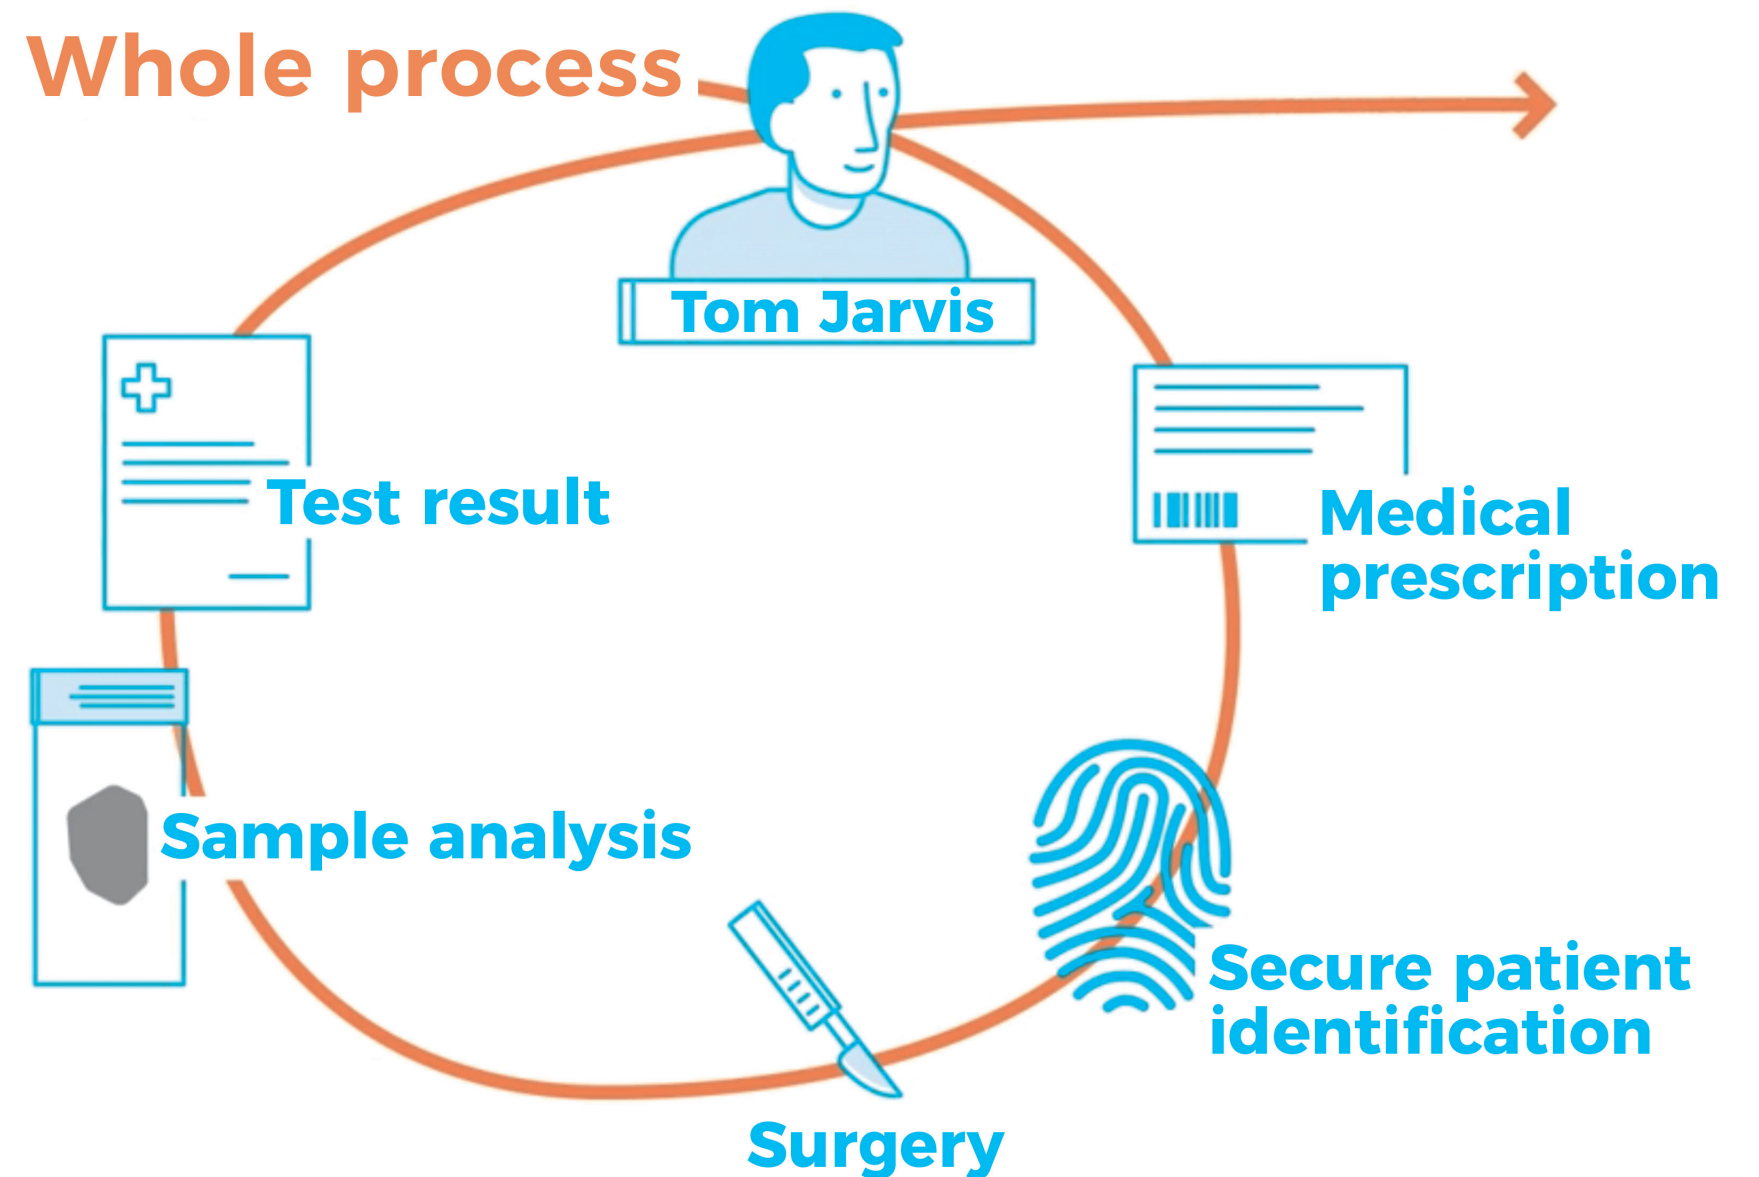 Whole process
Tom Jarvis
Test result
Medical
prescription
Sample analysis
Secure patient
identification
Surgery